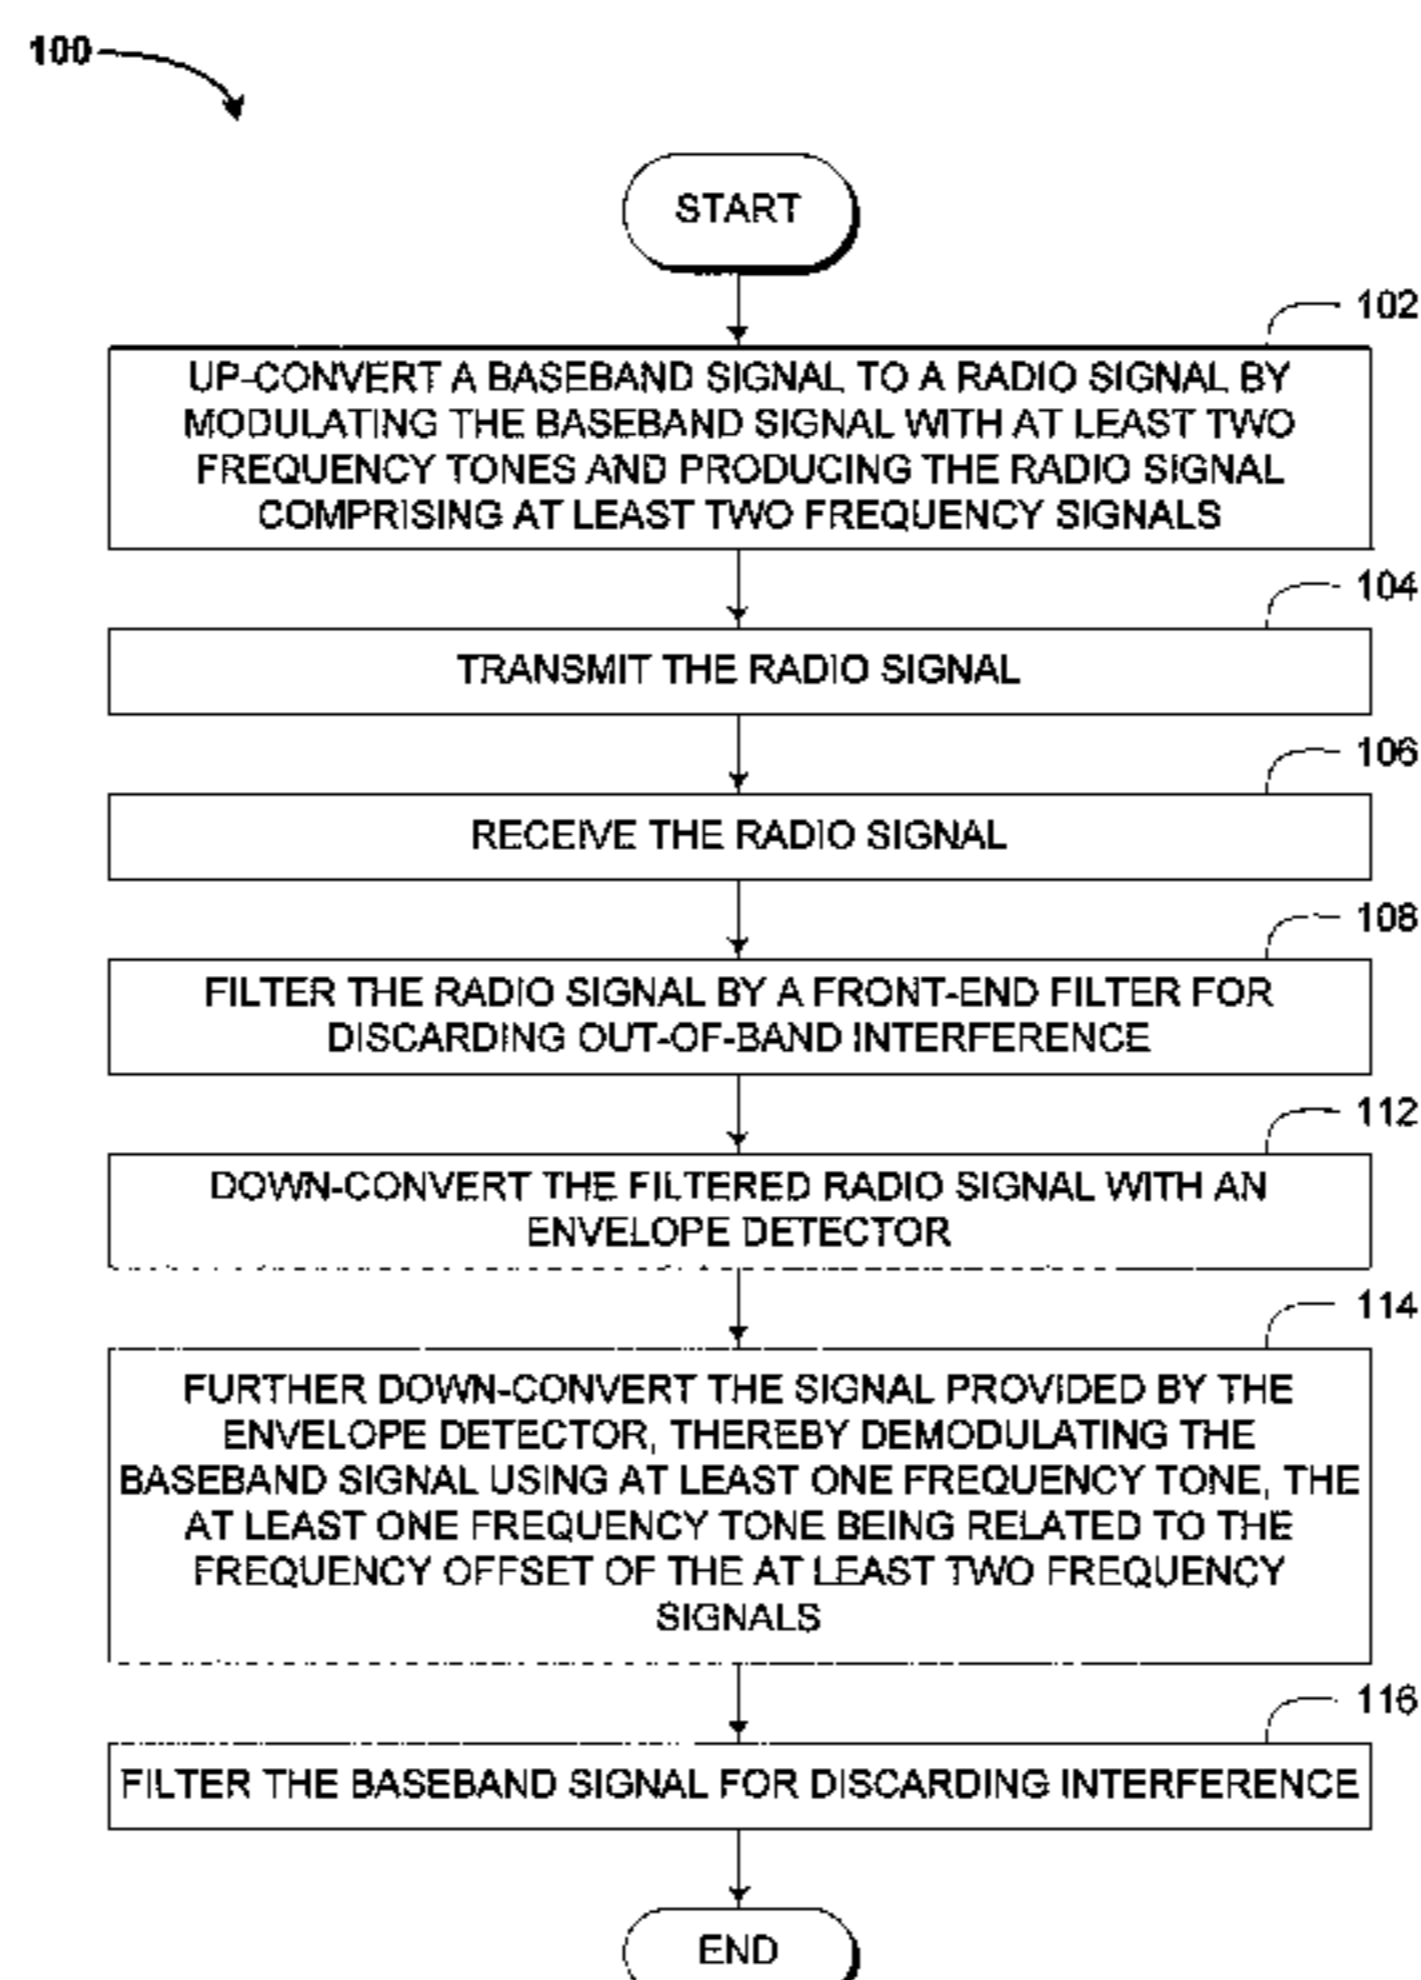 100
START
102
UP-CONVERT A BASEBAND SIGNAL TO A RADIO SIGNAL BY
MODULATING THE BASEBAND SIGNAL WITH AT LEAST TWO
FREQUENCY TONES AND PRODUCING THE RADIO SIGNAL
COMPRISING AT LEAST TWO FREQUENCY SIGNALS
104
TRANSMIT THE RADIO SIGNAL
106
RECEIVE THE RADIO SIGNAL
108
FILTER THE RADIO SIGNAL BY A FRONT-END FILTER FOR
DISCARDING OUT-OF-BAND INTERFERENCE
112
DOWN-CONVERT THE FILTERED RADIO SIGNAL WITH AN
ENVELOPE DETECTOR
114
FURTHER DOWN-CONVERT THE SIGNAL PROVIDED BY THE
ENVELOPE DETECTOR, THEREBY DEMODULATING THE
BASEBAND SIGNAL USING AT LEAST ONE FREQUENCY TONE, THE
AT LEAST ONE FREQUENCY TONE BEING RELATED TO THE
FREQUENCY OFFSET OF THE AT LEAST TWO FREQUENCY
SIGNALS
116
FILTER THE BASEBAND SIGNAL FOR DISCARDING INTERFERENCE
END